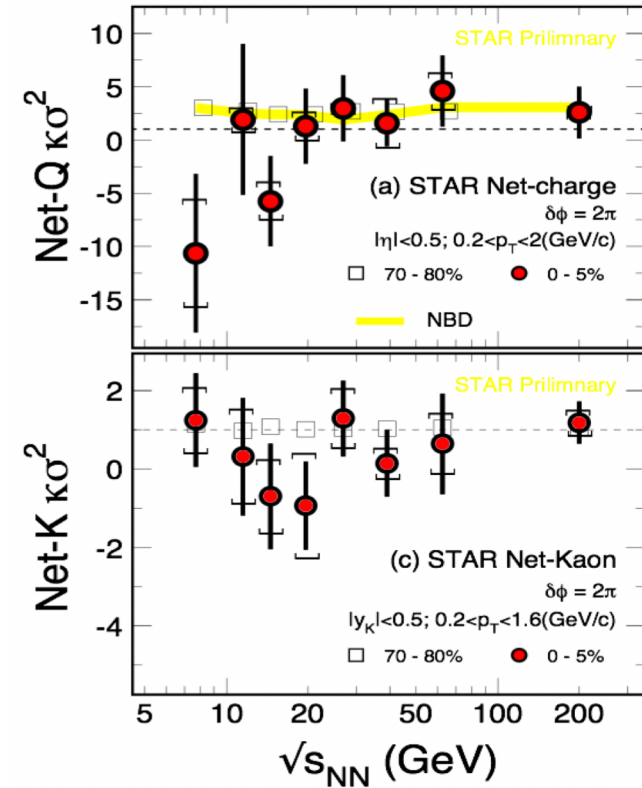 10
5
0
-5
-10
-15
Net-Q κσ²
STAR Prilimnary
(a) STAR Net-charge
δϕ = 2π
|η|<0.5; 0.2<p_T<2(GeV/c)
70 - 80%
0 - 5%
NBD
2
0
-2
-4
Net-K κσ²
STAR Prilimnary
(c) STAR Net-Kaon
δϕ = 2π
|y_K|<0.5; 0.2<p_T<1.6(GeV/c)
70 - 80%
0 - 5%
5 10 20 50 100 200
√s_NN (GeV)